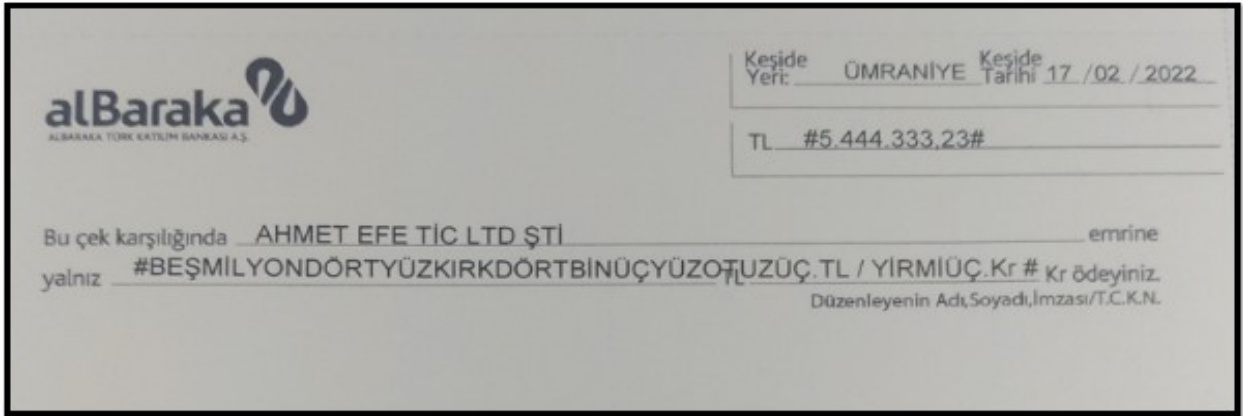 alBaraka
ALBARAKA TÜRK KATILIM BANKASI A.Ş.
Keşide Yeri: ÜMRANİYE Keşide Tarihi 17 /02 / 2022
TL #5.444.333,23#
Bu çek karşılığında AHMET EFE TİC LTD ŞTİ emrine
yalnız #BEŞMİLYONDÖRTYÜZKIRKDÖRTBİNÜÇYÜZOTUZÜÇ.TL / YİRMİÜÇ.Kr # TL Kr ödeyiniz.
Düzenleyenin Adı,Soyadı,İmzası/T.C.K.N.